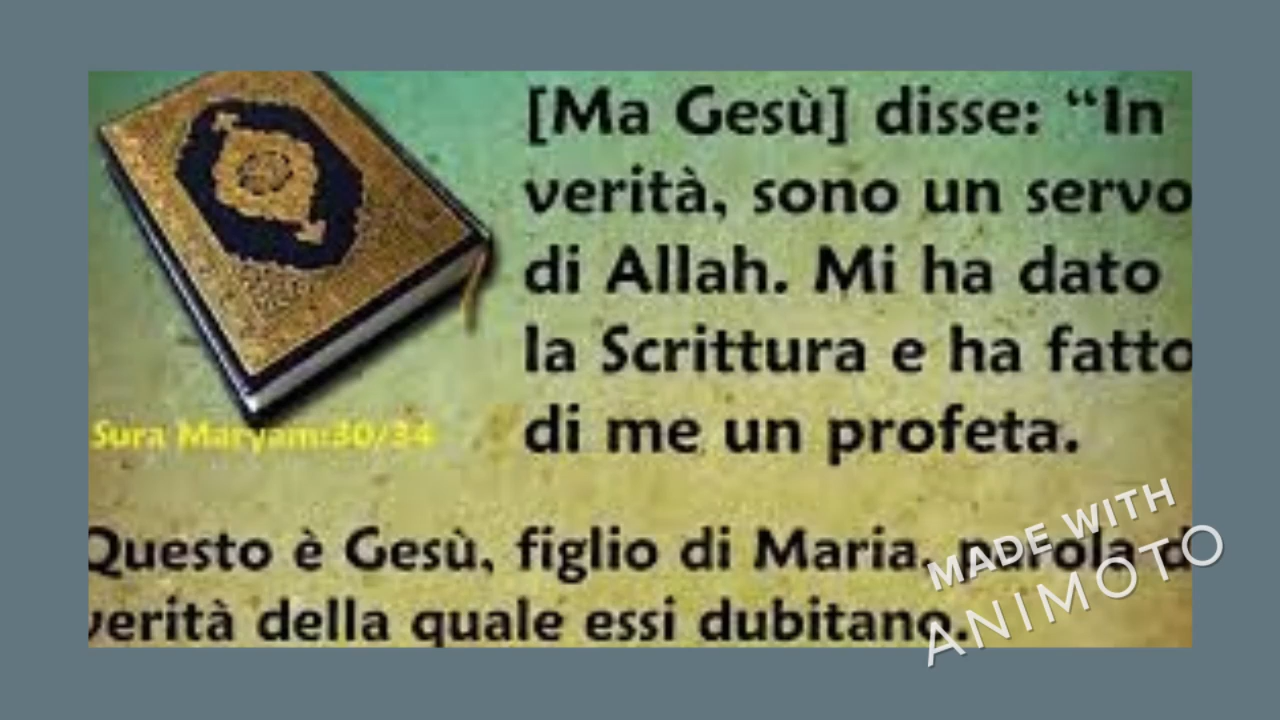 [Ma Gesù] disse: “In
verità, sono un servo
di Allah. Mi ha dato
la Scrittura e ha fatto
di me un profeta.
Sura Maryam:30/34
Questo è Gesù, figlio di Maria, parola d
verità della quale essi dubitano.
MADE WITH
ANIMOTO